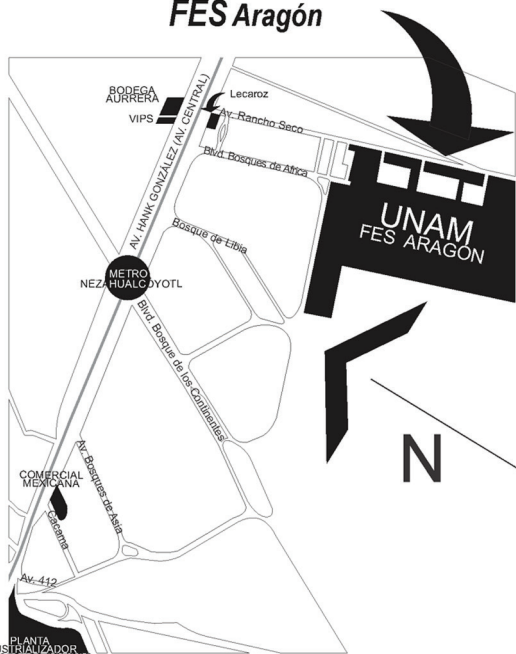 FES Aragón
BODEGA
AURRERA
VIPS
Lecaroz
Av. Rancho Seco
AV. HANK GONZÁLEZ (AV. CENTRAL)
Blvd. Bosques de Africa
UNAM
FES ARAGÓN
Bosque de Libia
METRO
NEZAHUALCOYOTL
Blvd. Bosque de los Continentes
N
Av. Bosques de Asia
COMERCIAL
MEXICANA
Cacama
Av. 412
PLANTA
USTRIALIZADOR